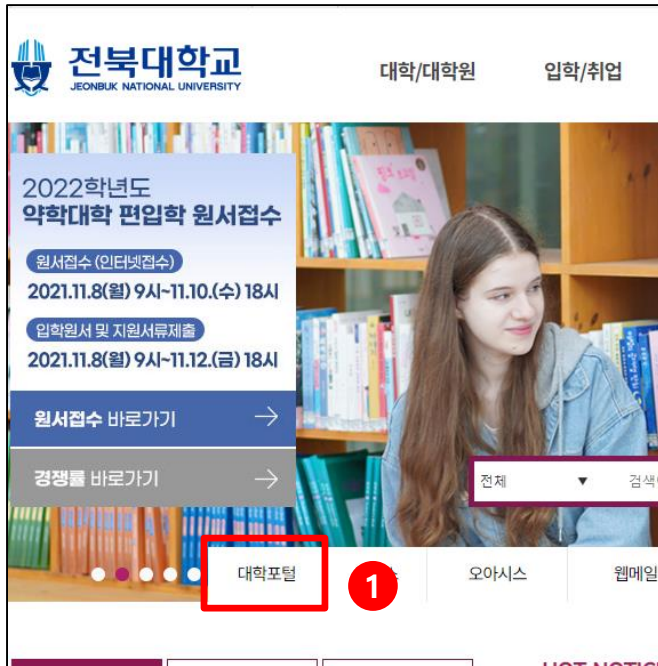 전북대학교
JEONBUK NATIONAL UNIVERSITY
대학/대학원
입학/취업
2022학년도
약학대학 편입학 원서접수
원서접수 (인터넷접수)
2021.11.8(월) 9시~11.10.(수) 18시
입학원서 및 지원서류제출
2021.11.8(월) 9시~11.12.(금) 18시
원서접수 바로가기
경쟁률 바로가기
전체
대학포털
1
오아시스
웹메일